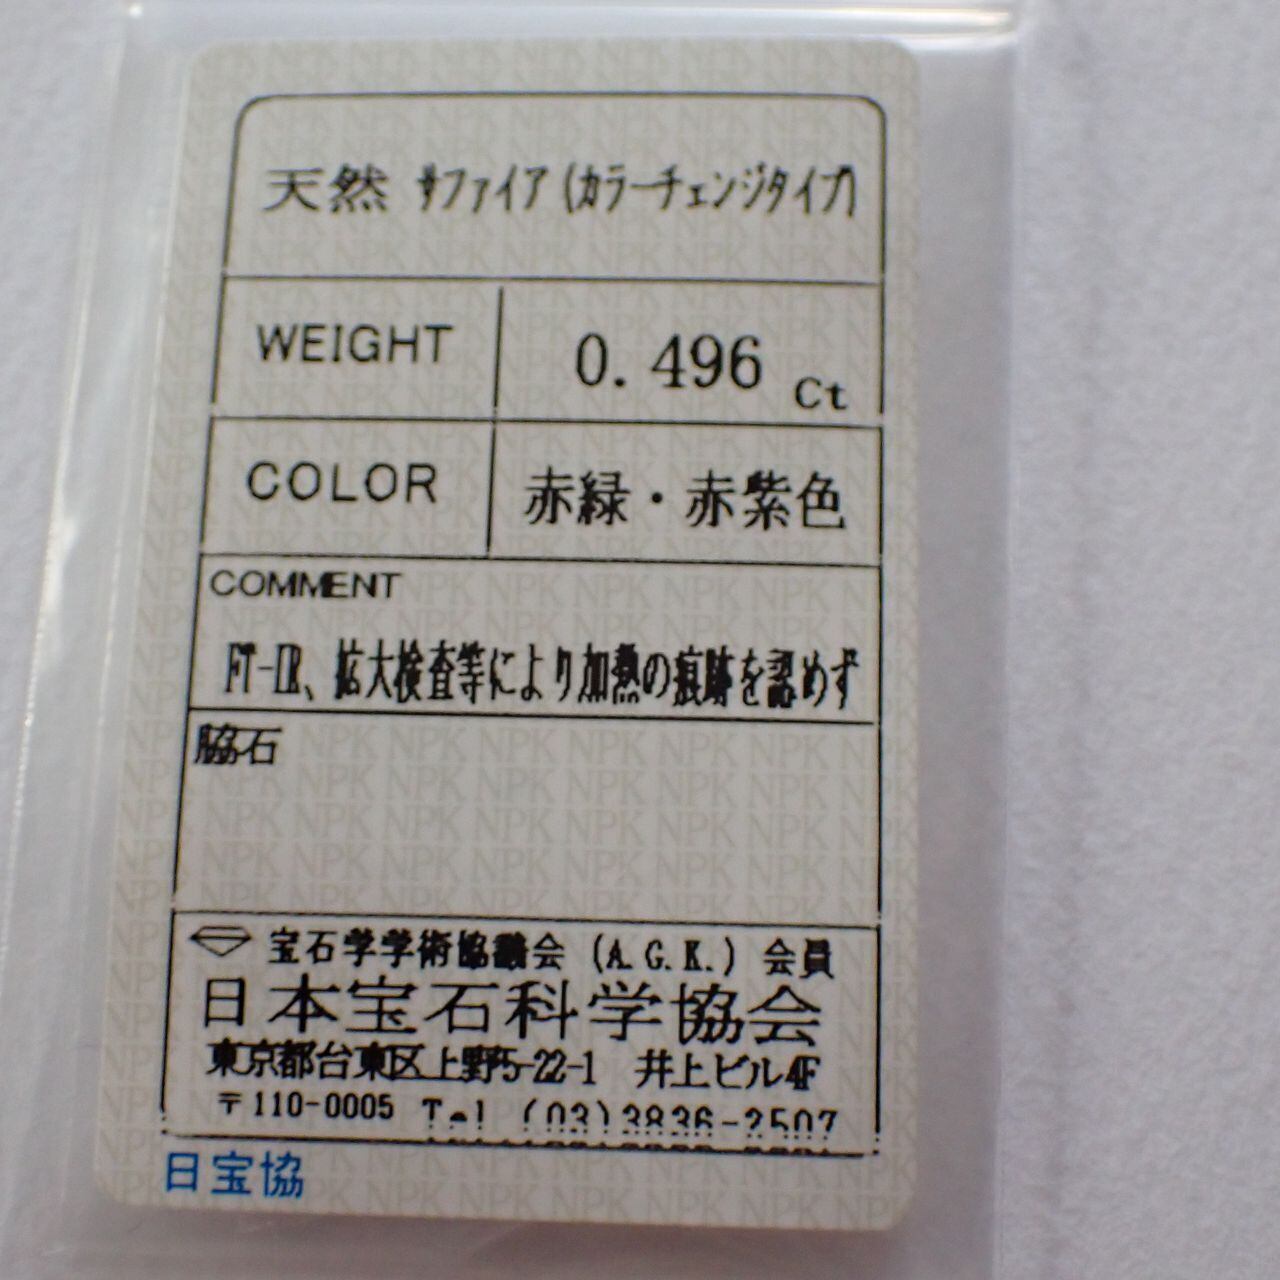 天然 サファイア (カラーチェンジタイプ)
WEIGHT 0.496 Ct
COLOR 赤緑・赤紫色
COMMENT
FT-IR、拡大検査等により加熱の痕跡を認めず
脇石
宝石学学術協議会 (A.G.K.) 会員
日本宝石科学協会
東京都台東区上野5-22-1 井上ビル4F
〒110-0005 Tel (03)3836-2507
日宝協